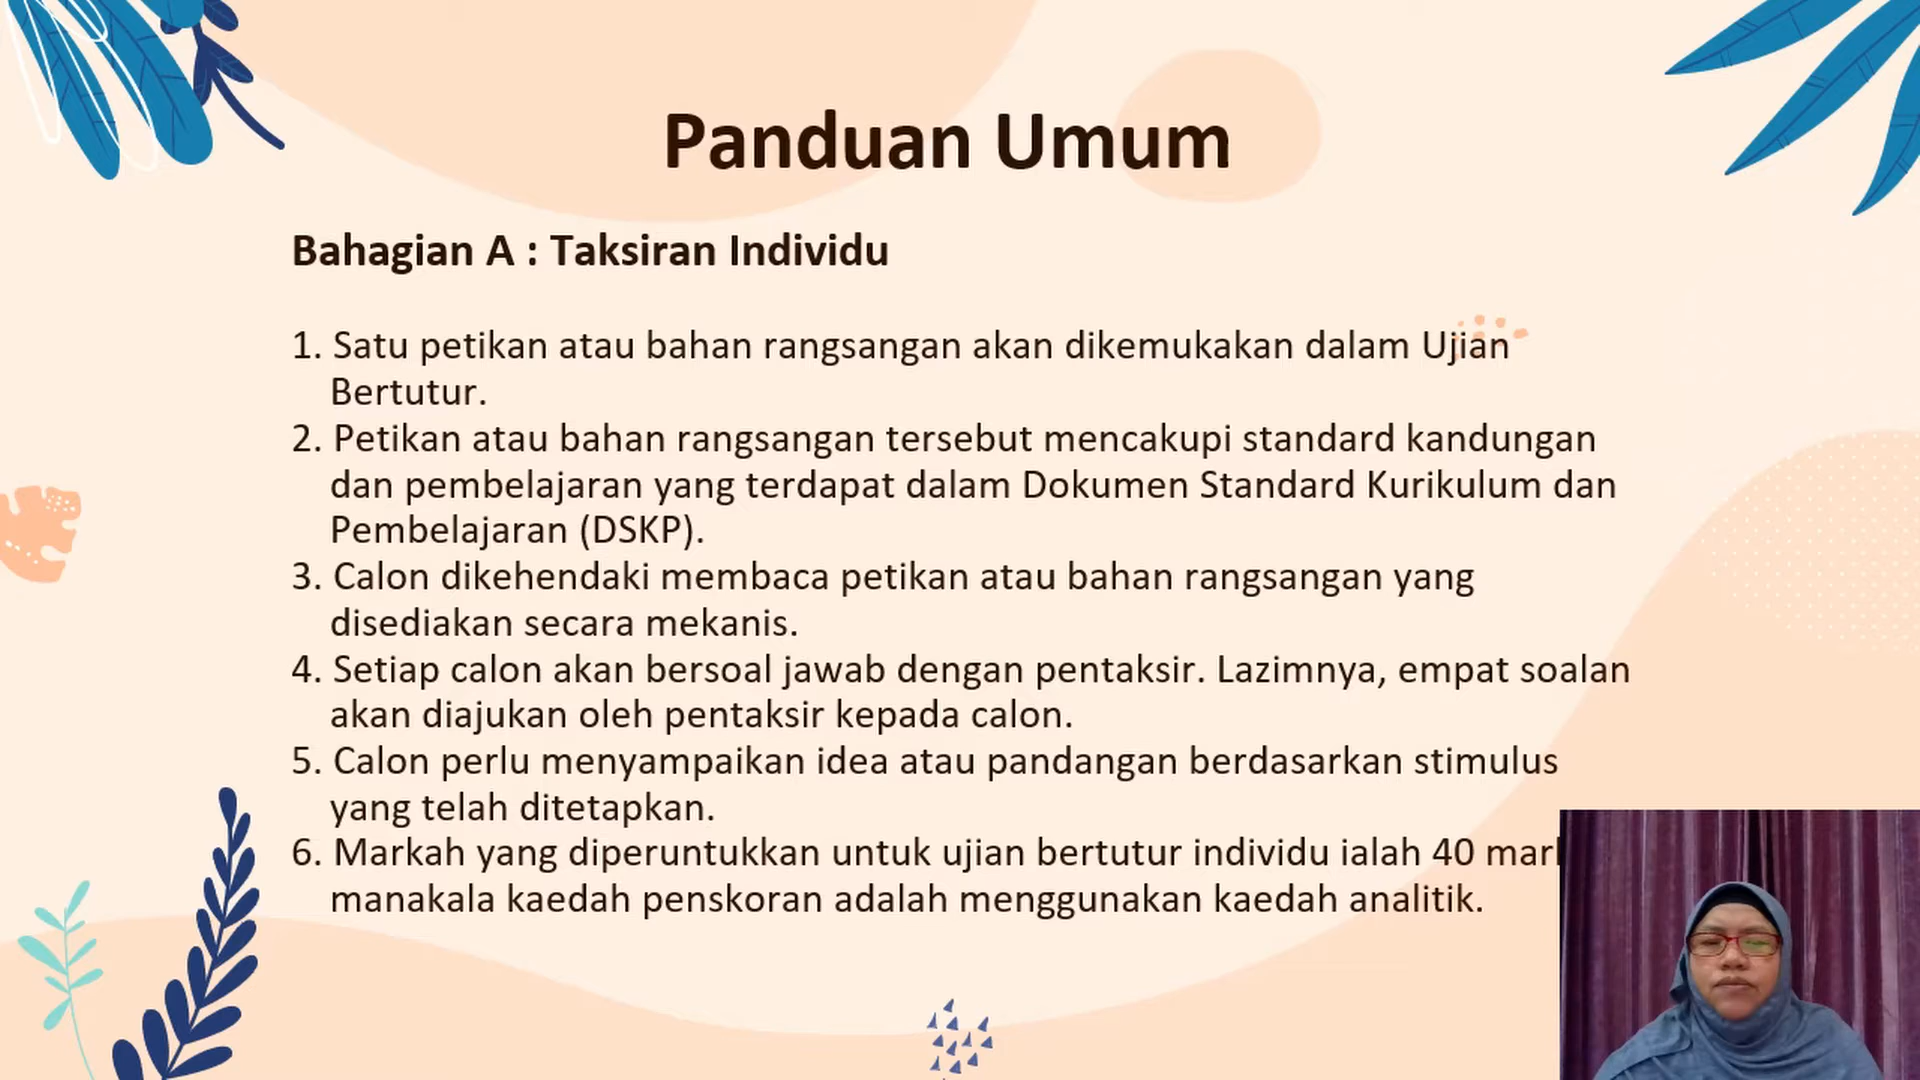 Panduan Umum
Bahagian A : Taksiran Individu
1. Satu petikan atau bahan rangsangan akan dikemukakan dalam Ujian
Bertutur.
2. Petikan atau bahan rangsangan tersebut mencakupi standard kandungan
dan pembelajaran yang terdapat dalam Dokumen Standard Kurikulum dan
Pembelajaran (DSKP).
3. Calon dikehendaki membaca petikan atau bahan rangsangan yang
disediakan secara mekanis.
4. Setiap calon akan bersoal jawab dengan pentaksir. Lazimnya, empat soalan
akan diajukan oleh pentaksir kepada calon.
5. Calon perlu menyampaikan idea atau pandangan berdasarkan stimulus
yang telah ditetapkan.
6. Markah yang diperuntukkan untuk ujian bertutur individu ialah 40
manakala kaedah penskoran adalah menggunakan kaedah analitik.